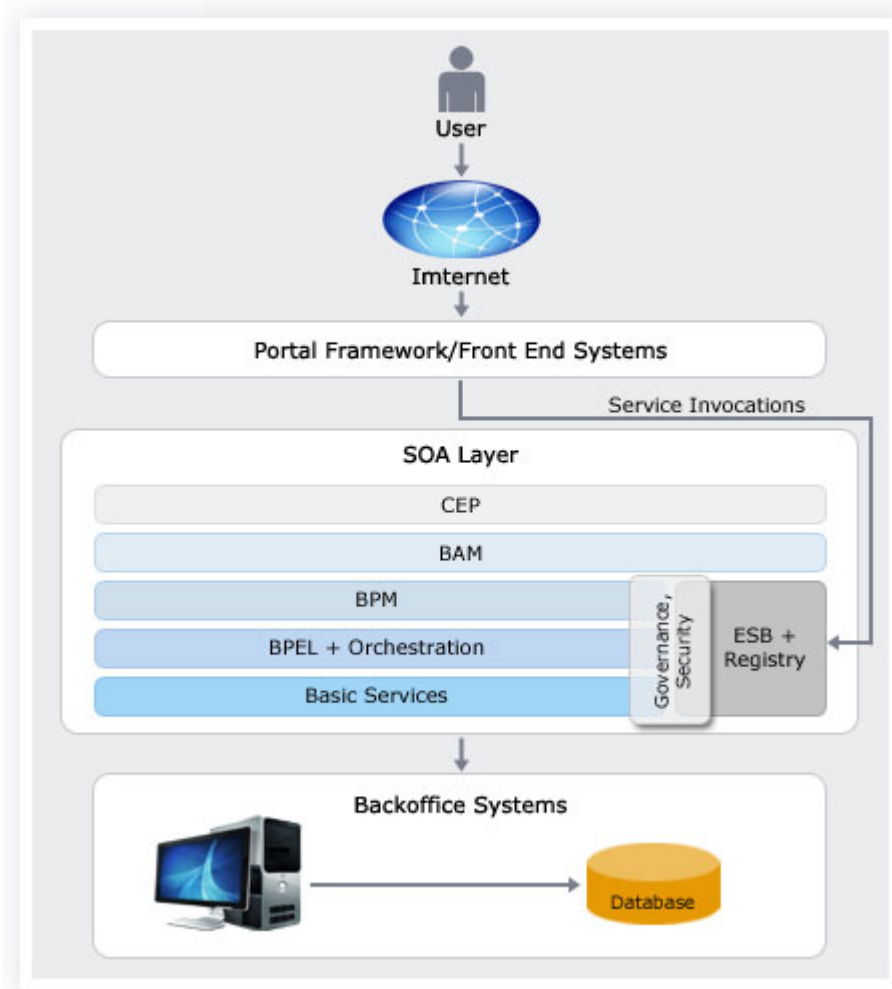 User
Imternet
Portal Framework/Front End Systems
Service Invocations
SOA Layer
CEP
BAM
BPM
BPEL + Orchestration
Basic Services
Governance,
Security
ESB +
Registry
Backoffice Systems
Database